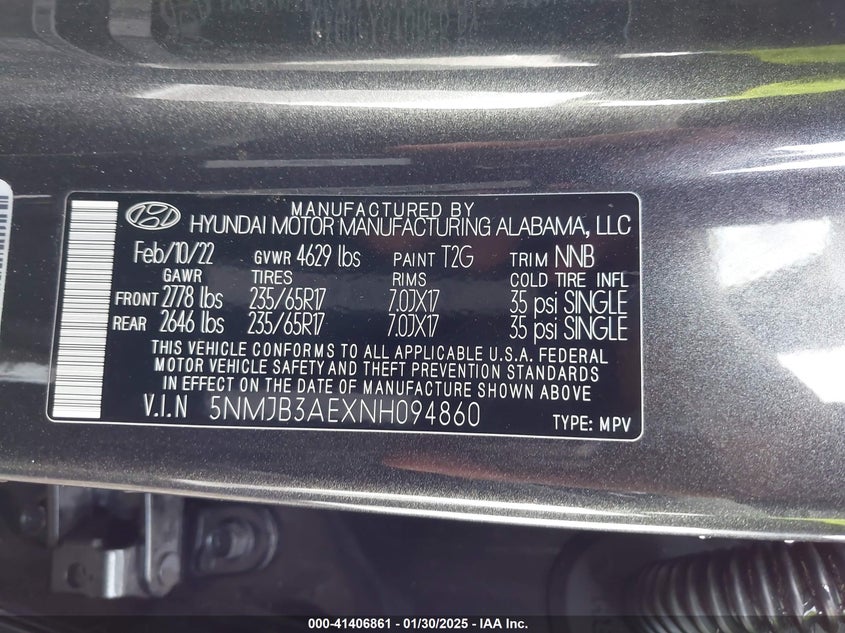 MANUFACTURED BY
HYUNDAI MOTOR MANUFACTURING ALABAMA, LLC
Feb/10/22 GVWR 4629 lbs PAINT T2G TRIM NNB
GAWR TIRES RIMS COLD TIRE INFL
FRONT 2778 lbs 235/65R17 7.0JX17 35 psi SINGLE
REAR 2646 lbs 235/65R17 7.0JX17 35 psi SINGLE
THIS VEHICLE CONFORMS TO ALL APPLICABLE U.S.A. FEDERAL
MOTOR VEHICLE SAFETY AND THEFT PREVENTION STANDARDS
IN EFFECT ON THE DATE OF MANUFACTURE SHOWN ABOVE
V.I.N 5NMJB3AEXNH094860 TYPE: MPV
000-41406861 - 01/30/2025 - IAA Inc.